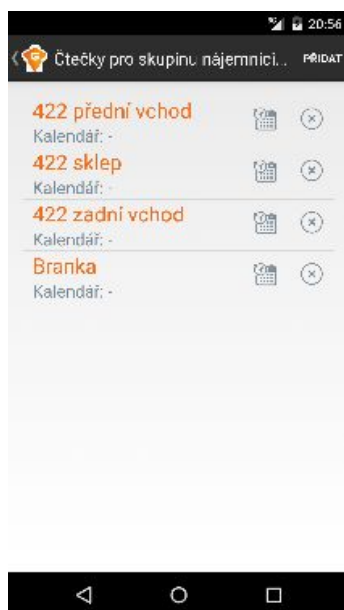 20:56
Čtečky pro skupinu nájemníci... PŘIDAT
422 přední vchod
Kalendář: -
422 sklep
Kalendář: -
422 zadní vchod
Kalendář: -
Branka
Kalendář: -